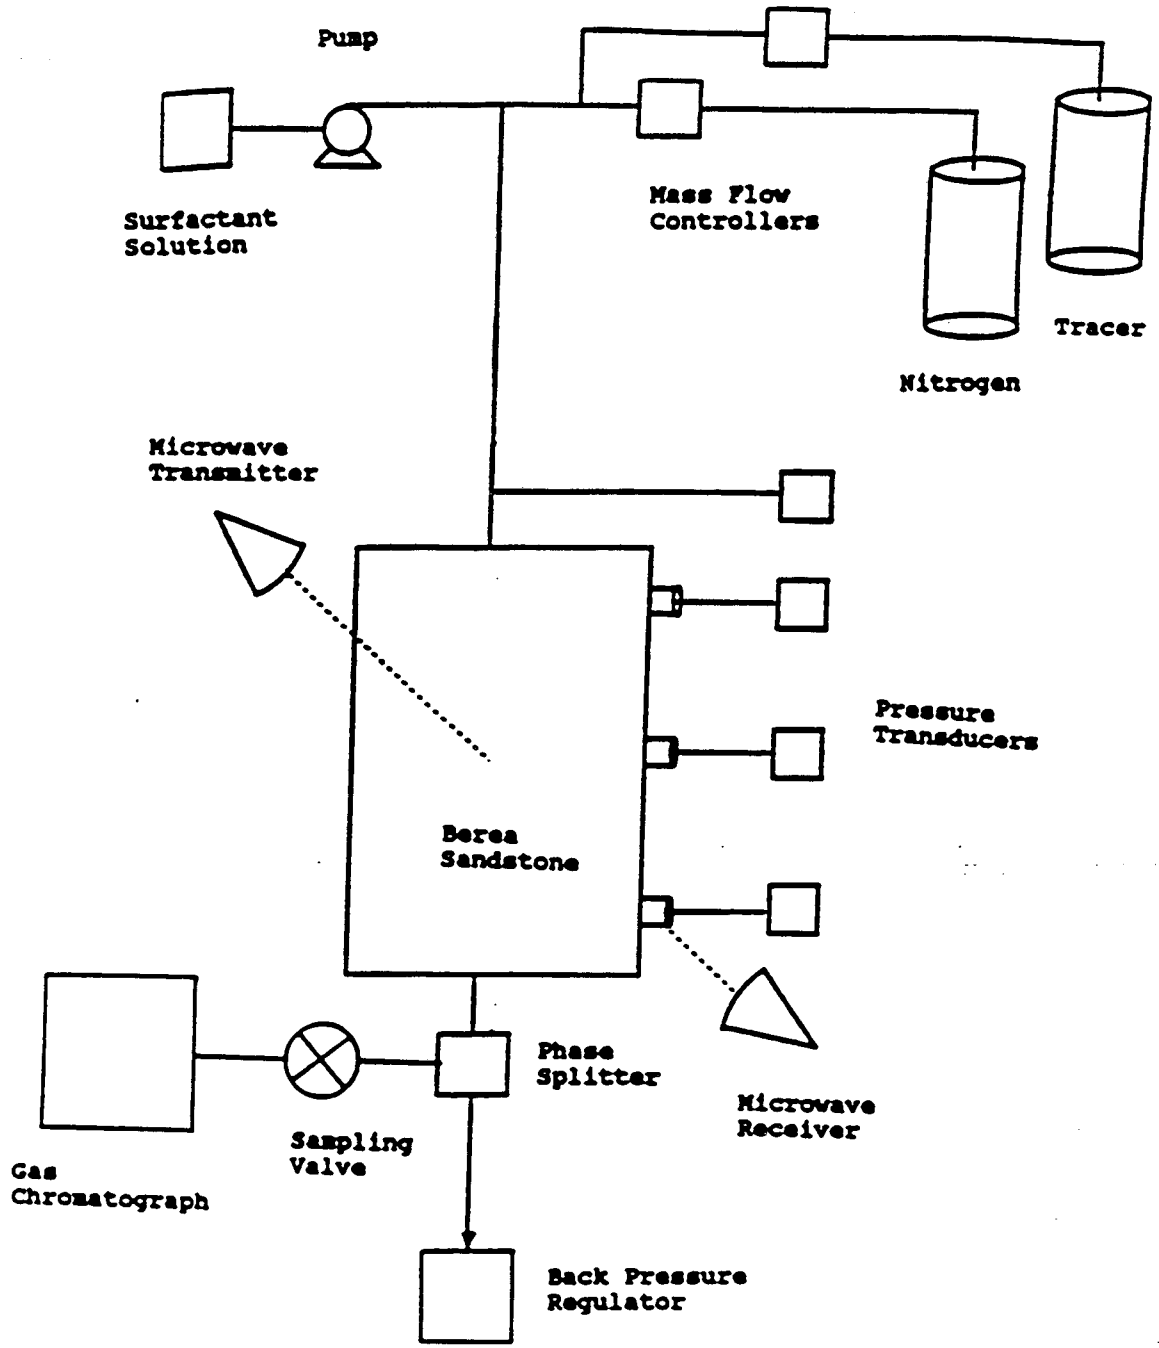 Pump
Surfactant
Solution
Mass Flow
Controllers
Tracer
Nitrogen
Microwave
Transmitter
Pressure
Transducers
Berea
Sandstone
Phase
Splitter
Microwave
Receiver
Sampling
Valve
Gas
Chromatograph
Back Pressure
Regulator